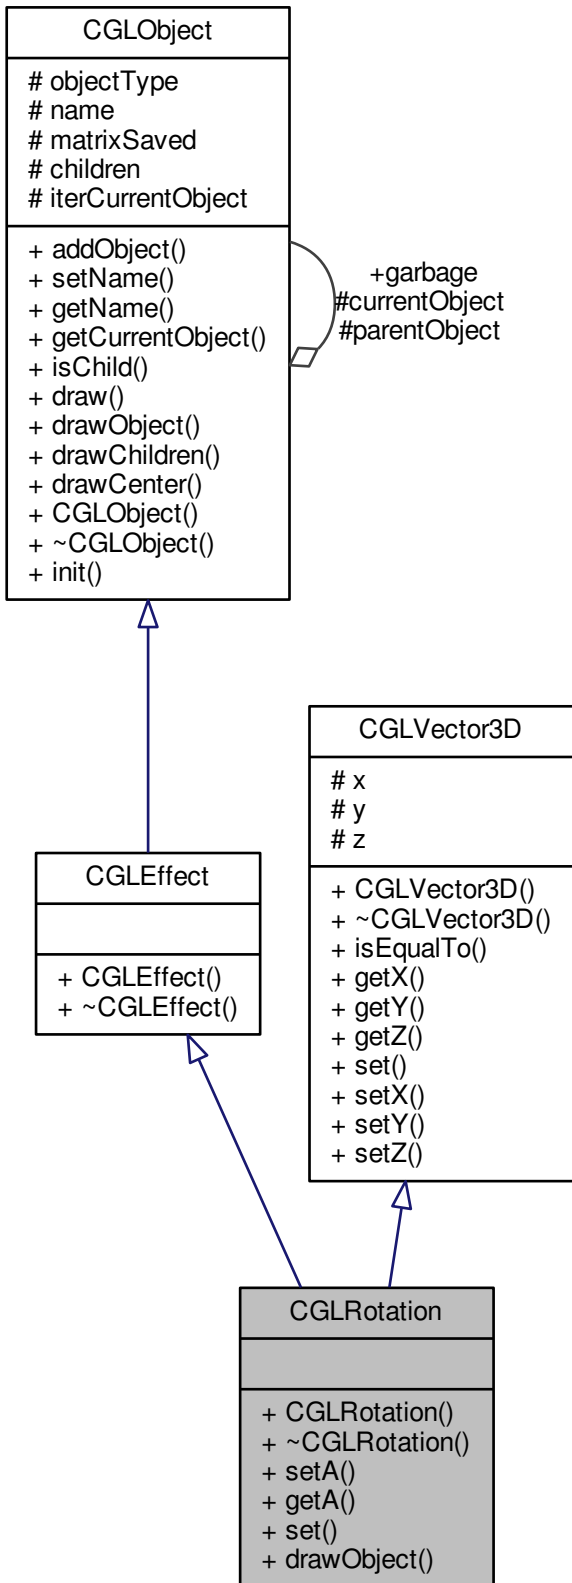 CGLObject
# objectType
# name
# matrixSaved
# children
# iterCurrentObject
+ addObject()
+ setName()
+ getName()
+ getCurrentObject()
+ isChild()
+ draw()
+ drawObject()
+ drawChildren()
+ drawCenter()
+ CGLObject()
+ ~CGLObject()
+ init()
+garbage
#currentObject
#parentObject
CGLEffect
+ CGLEffect()
+ ~CGLEffect()
CGLVector3D
# x
# y
# z
+ CGLVector3D()
+ ~CGLVector3D()
+ isEqualTo()
+ getX()
+ getY()
+ getZ()
+ set()
+ setX()
+ setY()
+ setZ()
CGLRotation
+ CGLRotation()
+ ~CGLRotation()
+ setA()
+ getA()
+ set()
+ drawObject()